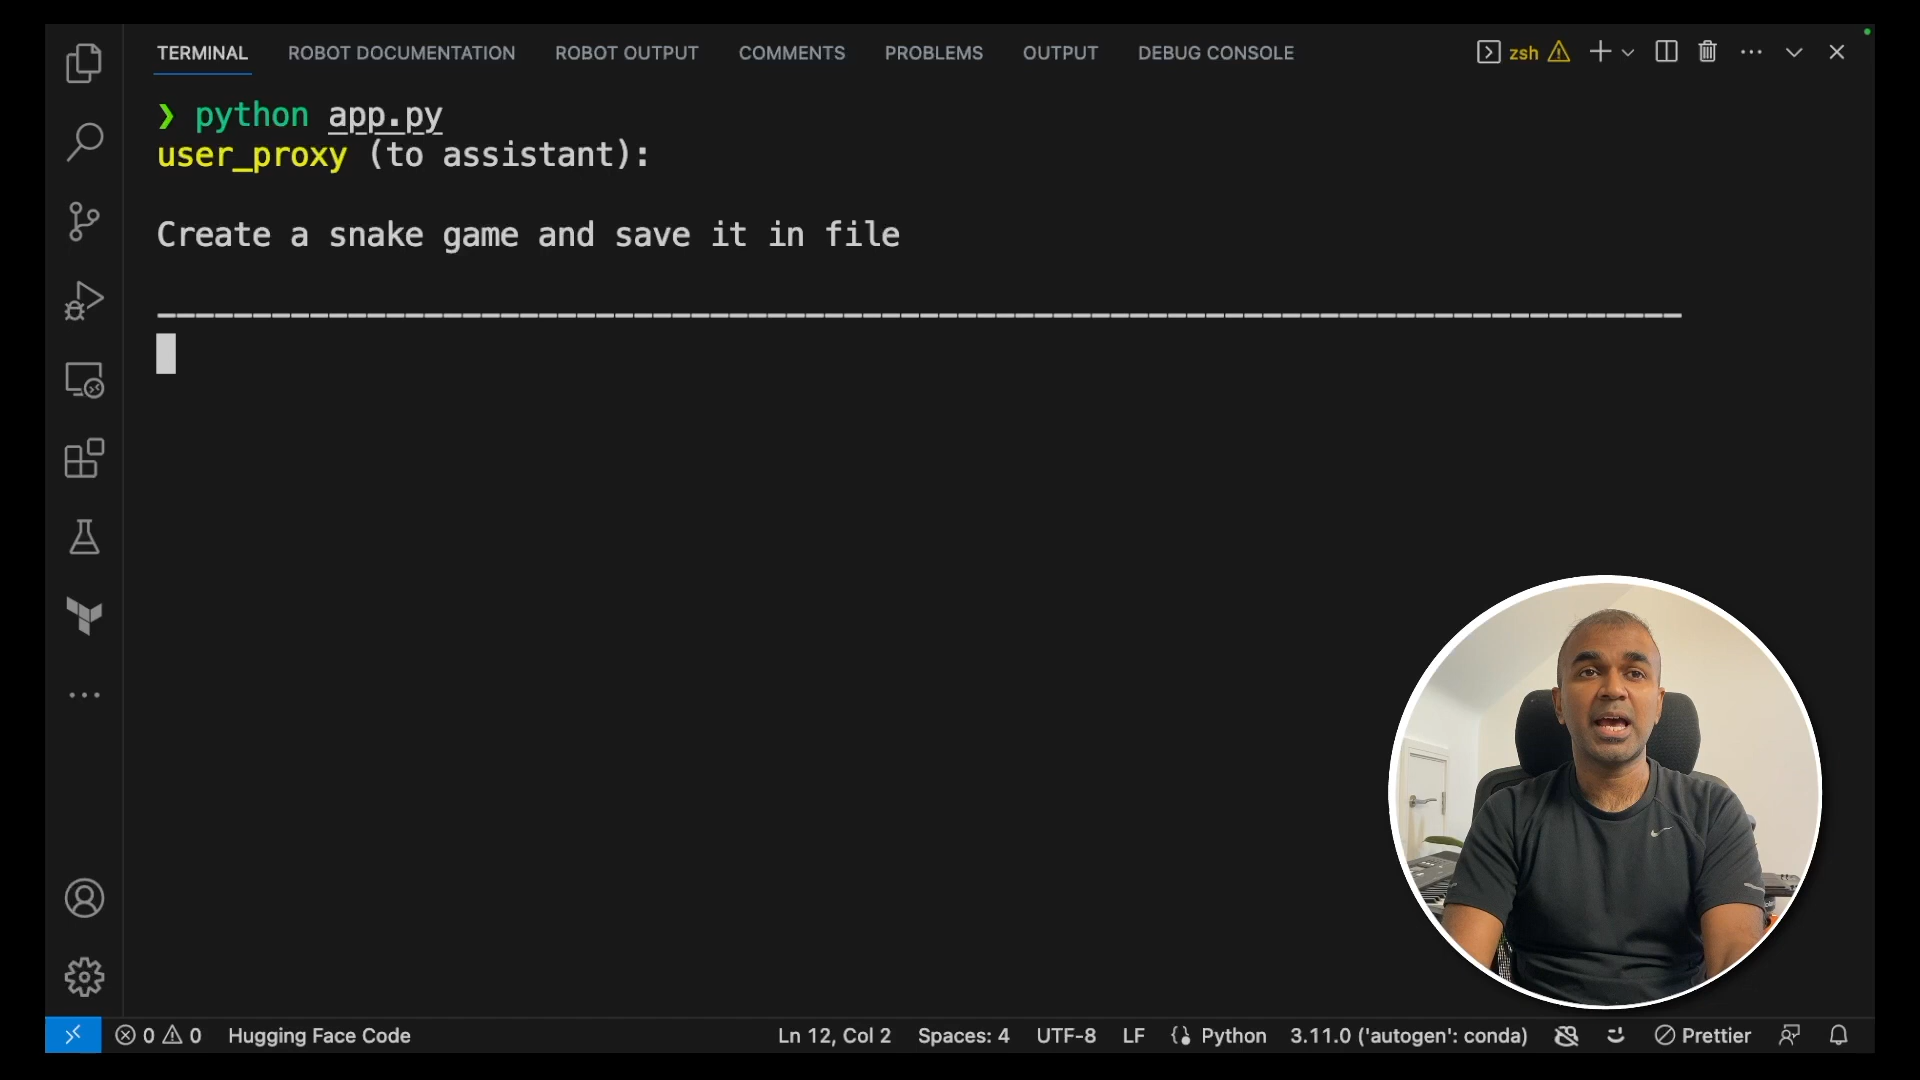 TERMINAL ROBOT DOCUMENTATION ROBOT OUTPUT COMMENTS PROBLEMS OUTPUT DEBUG CONSOLE zsh
❯ python app.py
user_proxy (to assistant):
Create a snake game and save it in file
--------------------------------------------------------------------------------
0 0 Hugging Face Code Ln 12, Col 2 Spaces: 4 UTF-8 LF Python 3.11.0 ('autogen': conda) Prettier